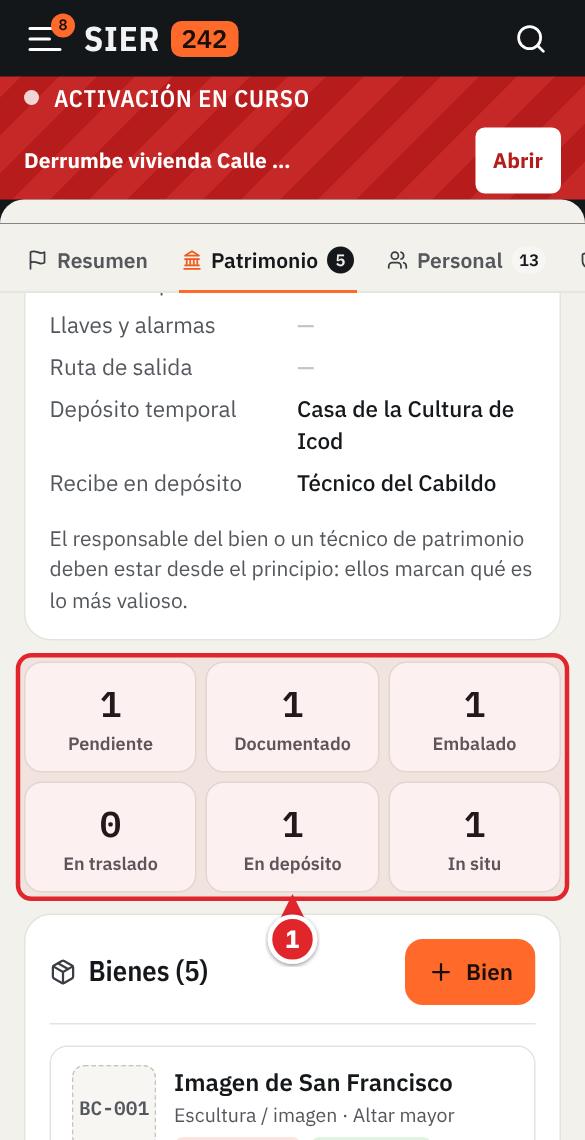 8
SIER 242
ACTIVACIÓN EN CURSO
Derrumbe vivienda Calle ...
Abrir
Resumen
Patrimonio 5
Personal 13
Llaves y alarmas —
Ruta de salida —
Depósito temporal Casa de la Cultura de
Icod
Recibe en depósito Técnico del Cabildo
El responsable del bien o un técnico de patrimonio
deben estar desde el principio: ellos marcan qué es
lo más valioso.
1 1 1
Pendiente Documentado Embalado
0 1 1
En traslado En depósito In situ
1
Bienes (5)
+ Bien
BC-001
Imagen de San Francisco
Escultura / imagen · Altar mayor